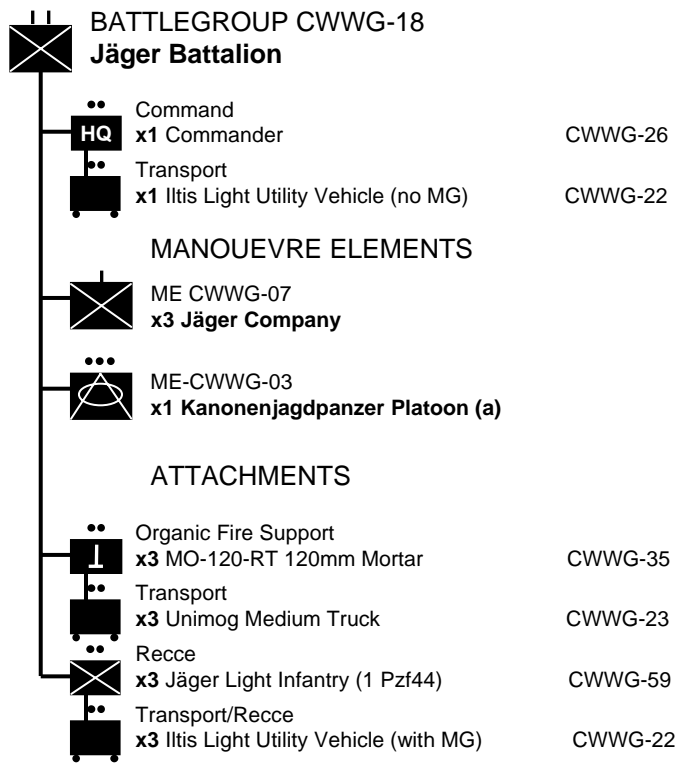 BATTLEGROUP CWWG-18
Jäger Battalion
Command
HQ x1 Commander CWWG-26
Transport
x1 Iltis Light Utility Vehicle (no MG) CWWG-22
MANOUEVRE ELEMENTS
ME CWWG-07
x3 Jäger Company
ME-CWWG-03
x1 Kanonenjagdpanzer Platoon (a)
ATTACHMENTS
Organic Fire Support
x3 MO-120-RT 120mm Mortar CWWG-35
Transport
x3 Unimog Medium Truck CWWG-23
Recce
x3 Jäger Light Infantry (1 Pzf44) CWWG-59
Transport/Recce
x3 Iltis Light Utility Vehicle (with MG) CWWG-22